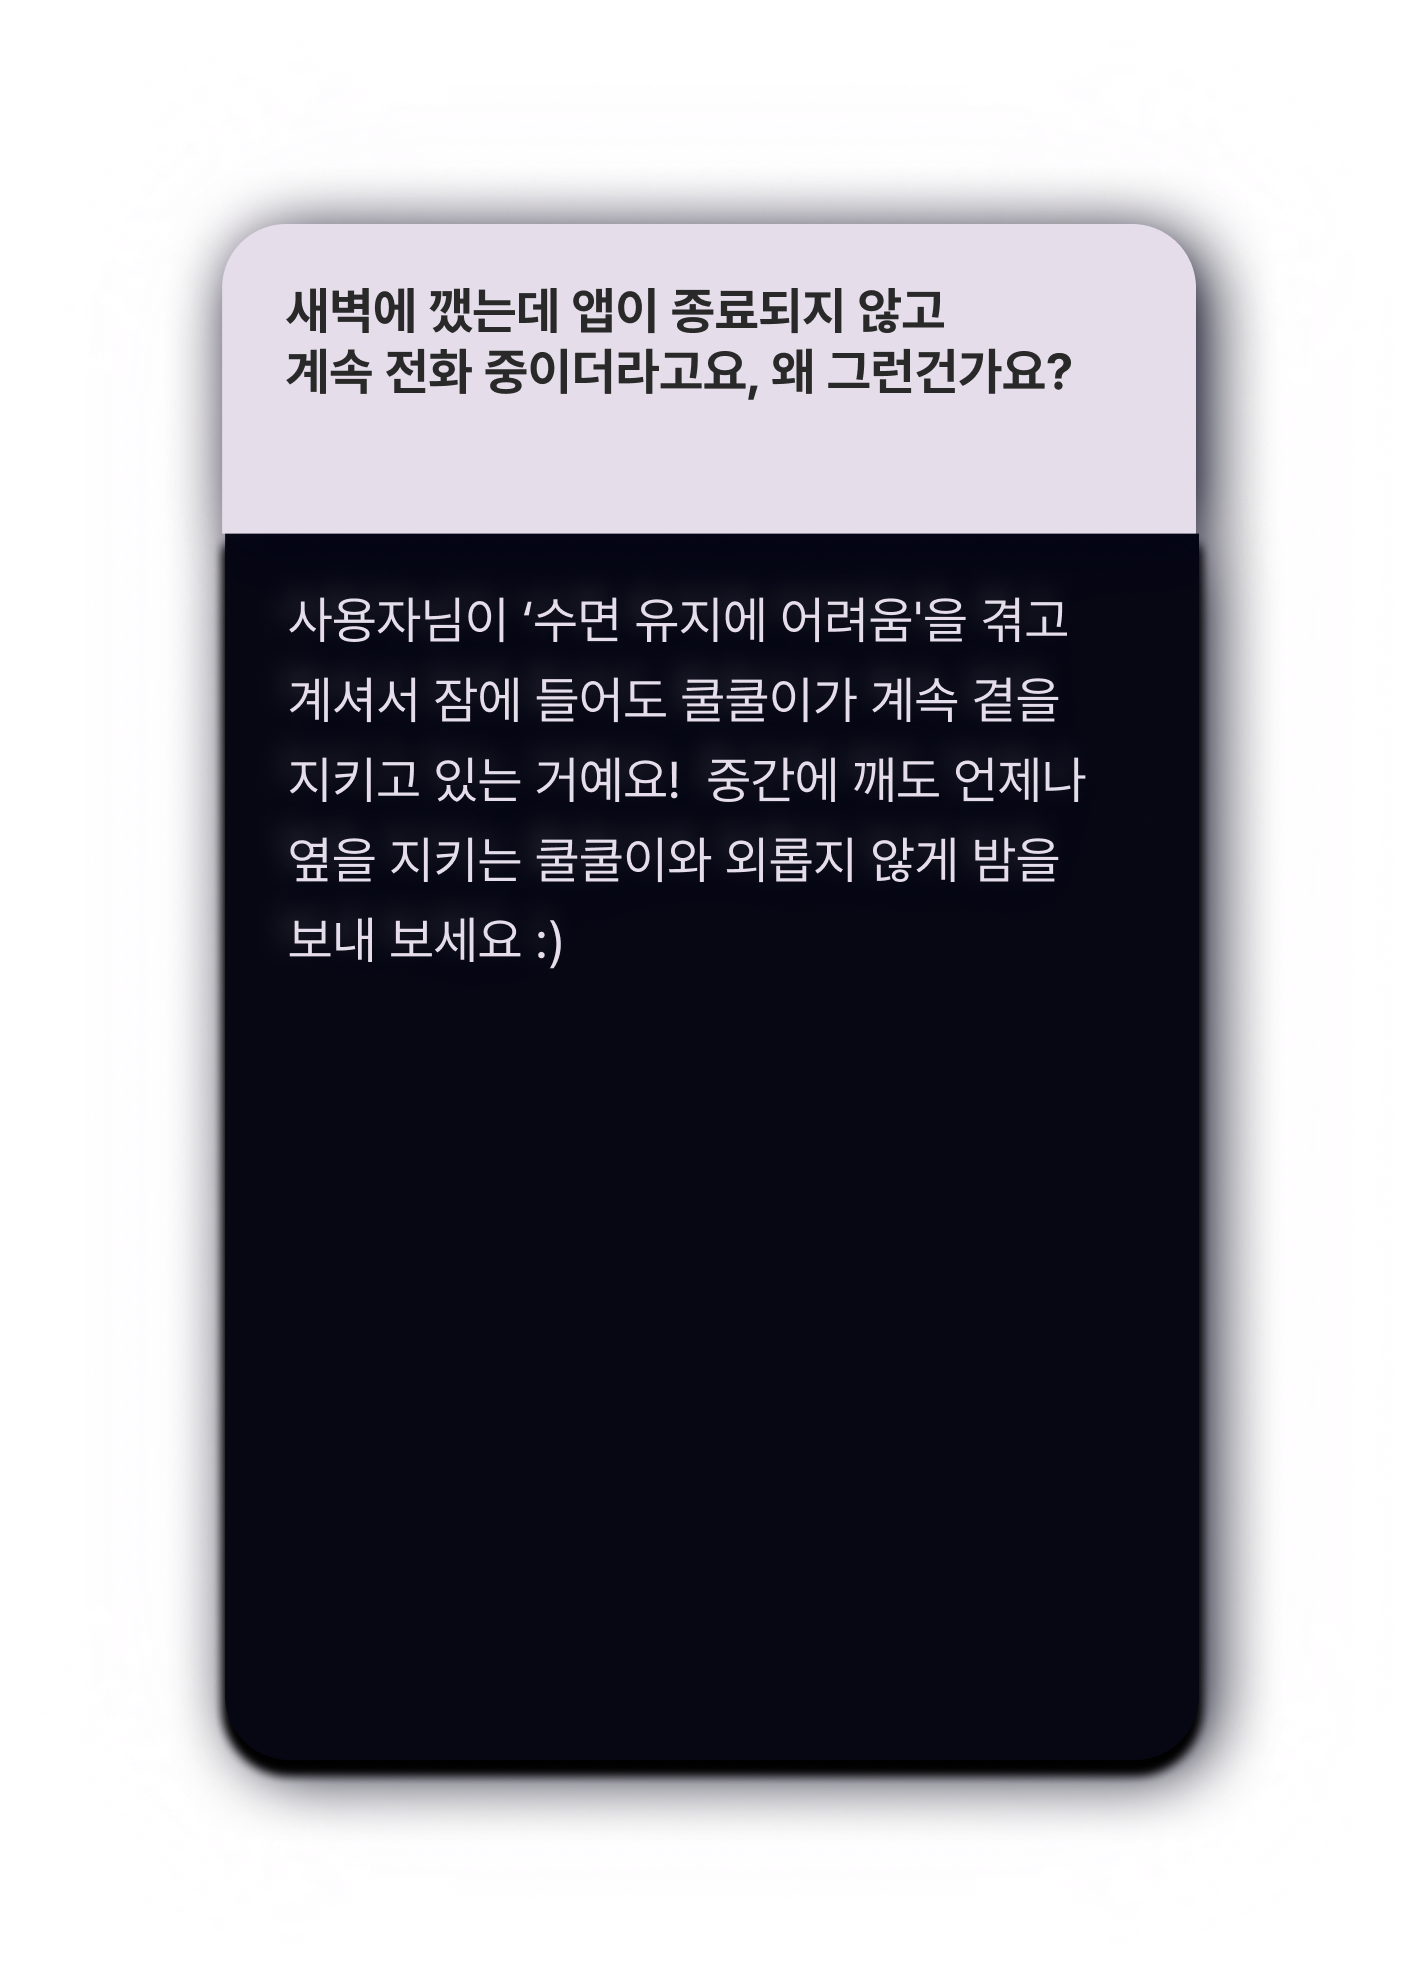 새벽에 깼는데 앱이 종료되지 않고
계속 전화 중이더라고요, 왜 그런건가요?
사용자님이 ‘수면 유지에 어려움'을 겪고
계셔서 잠에 들어도 쿨쿨이가 계속 곁을
지키고 있는 거예요!  중간에 깨도 언제나
옆을 지키는 쿨쿨이와 외롭지 않게 밤을
보내 보세요 :)